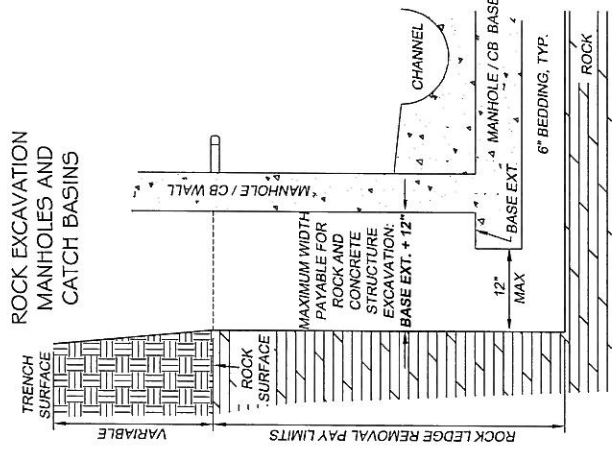 ROCK EXCAVATION
MANHOLES AND
CATCH BASINS
TRENCH
SURFACE
VARIABLE
ROCK
SURFACE
ROCK LEDGE REMOVAL PAY LIMITS
MANHOLE / CB WALL
MAXIMUM WIDTH
PAYABLE FOR
ROCK AND
CONCRETE
STRUCTURE
EXCAVATION:
BASE EXT. + 12"
CHANNEL
MANHOLE / CB BASE
BASE EXT.
12"
MAX
6" BEDDING, TYP.
ROCK